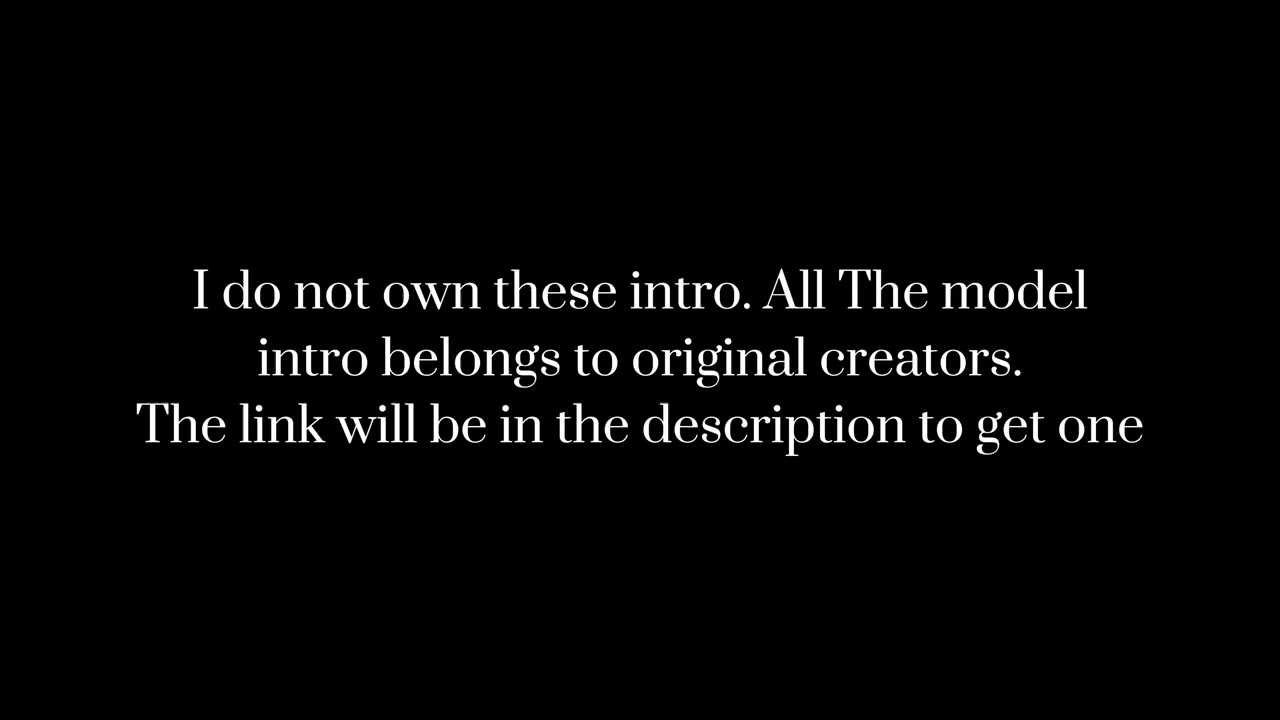 I do not own these intro. All The model
intro belongs to original creators.
The link will be in the description to get one